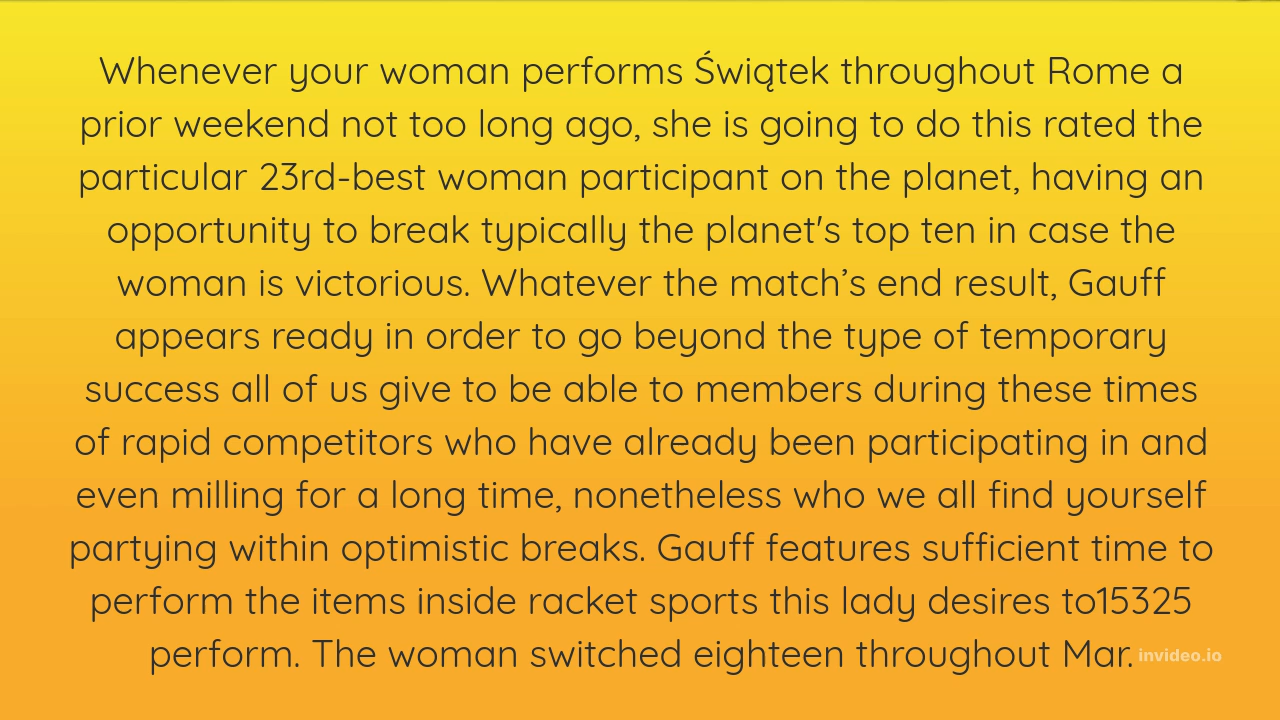 Whenever your woman performs Świątek throughout Rome a
prior weekend not too long ago, she is going to do this rated the
particular 23rd-best woman participant on the planet, having an
opportunity to break typically the planet's top ten in case the
woman is victorious. Whatever the match’s end result, Gauff
appears ready in order to go beyond the type of temporary
success all of us give to be able to members during these times
of rapid competitors who have already been participating in and
even milling for a long time, nonetheless who we all find yourself
partying within optimistic breaks. Gauff features sufficient time to
perform the items inside racket sports this lady desires to15325
perform. The woman switched eighteen throughout Mar.
invideo.io